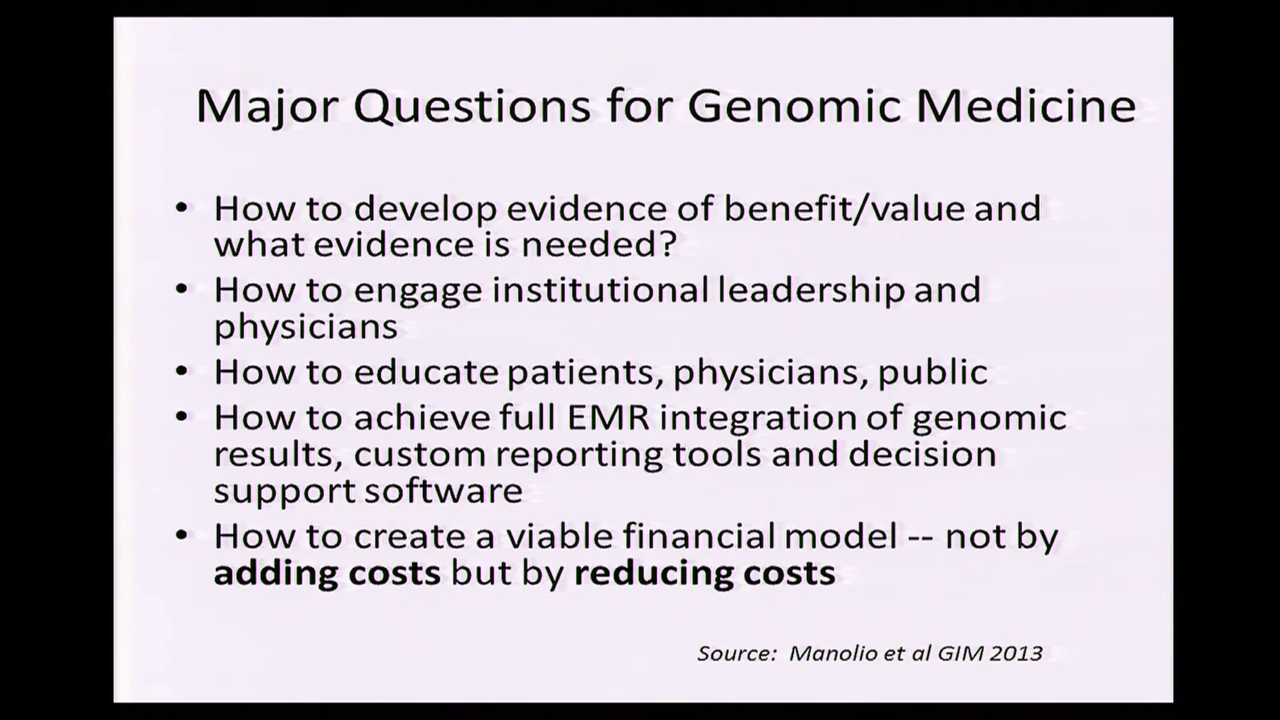 Major Questions for Genomic Medicine
• How to develop evidence of benefit/value and
what evidence is needed?
• How to engage institutional leadership and
physicians
• How to educate patients, physicians, public
• How to achieve full EMR integration of genomic
results, custom reporting tools and decision
support software
• How to create a viable financial model -- not by
adding costs but by reducing costs
Source: Manolio et al GIM 2013